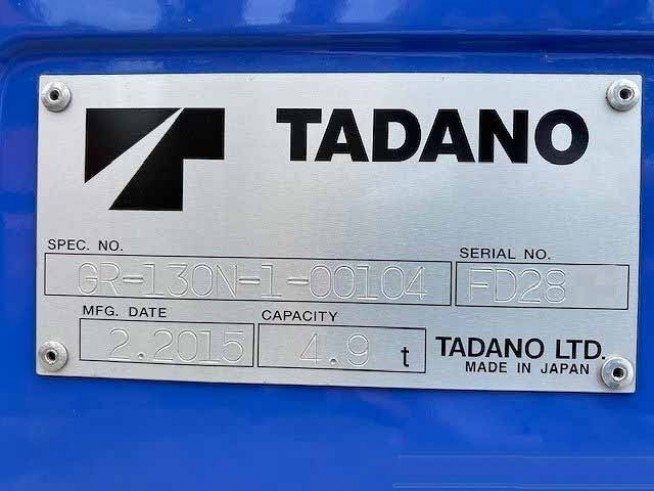 TADANO
SPEC. NO.
SERIAL NO.
GR-130N-1-00104
FD28
MFG. DATE
CAPACITY
2.2015
4.9 t
TADANO LTD.
MADE IN JAPAN